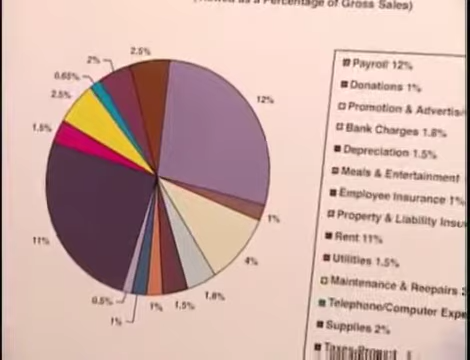 (Viewed as a Percentage of Gross Sales)
2.5%
2%
0.65%
2.5%
1.5%
11%
0.5%
1%
1%
1.5%
1.8%
4%
1%
12%
Payroll 12%
Donations 1%
Promotion & Advertisi
Bank Charges 1.8%
Depreciation 1.5%
Meals & Entertainment
Employee Insurance 1%
Property & Liability Insu
Rent 11%
Utilities 1.5%
Maintenance & Reopairs
Telephone/Computer Expe
Supplies 2%